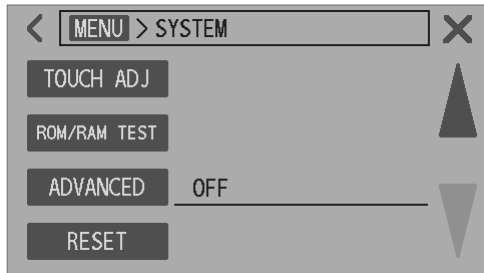 MENU > SYSTEM
TOUCH ADJ
ROM/RAM TEST
ADVANCED OFF
RESET